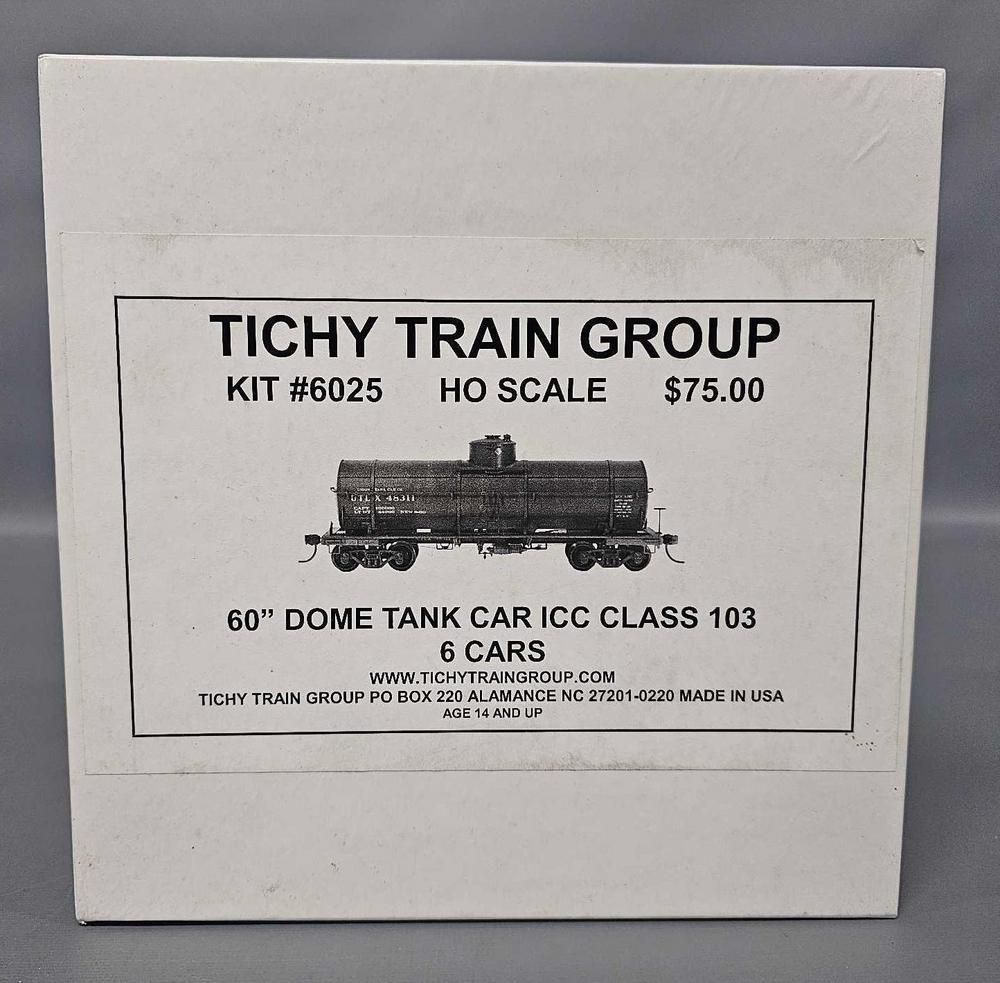 TICHY TRAIN GROUP
KIT #6025 HO SCALE $75.00
UTLX 48311
60” DOME TANK CAR ICC CLASS 103
6 CARS
WWW.TICHYTRAINGROUP.COM
TICHY TRAIN GROUP PO BOX 220 ALAMANCE NC 27201-0220 MADE IN USA
AGE 14 AND UP